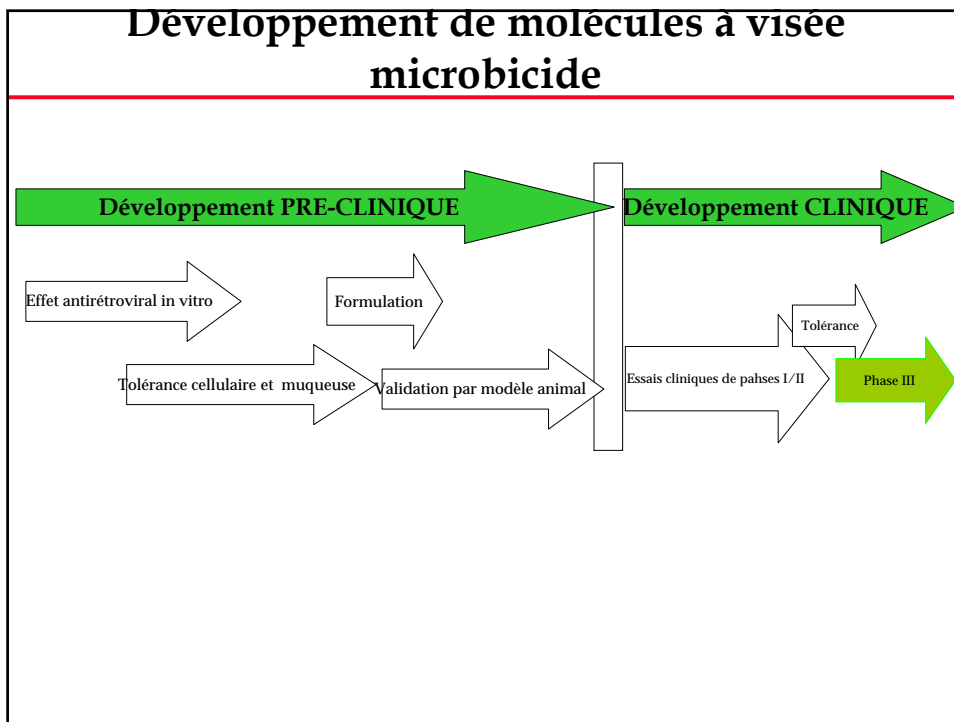 Développement de molécules à visée
microbicide
Développement PRE-CLINIQUE
Développement CLINIQUE
Effet antirétroviral in vitro
Formulation
Tolérance
Tolérance cellulaire et muqueuse
Validation par modèle animal
Essais cliniques de pahses I/II
Phase III